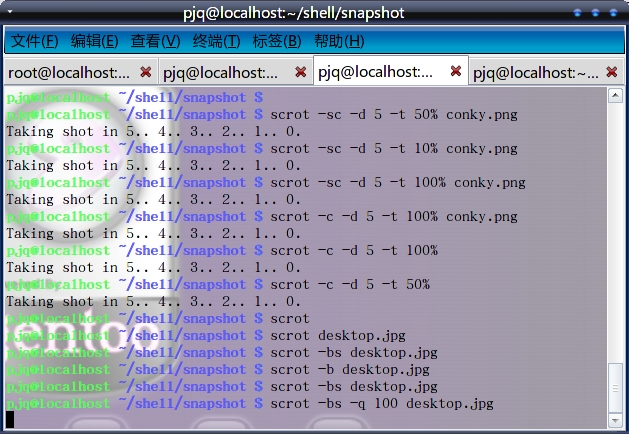 pjq@localhost:~/shell/snapshot
文件(F) 编辑(E) 查看(V) 终端(T) 标签(B) 帮助(H)
root@localhost:... pjq@localhost:... pjq@localhost:... pjq@localhost:~...
pjq@localhost ~/shell/snapshot $
pjq@localhost ~/shell/snapshot $ scrot -sc -d 5 -t 50% conky.png
Taking shot in 5.. 4.. 3.. 2.. 1.. 0.
pjq@localhost ~/shell/snapshot $ scrot -sc -d 5 -t 10% conky.png
Taking shot in 5.. 4.. 3.. 2.. 1.. 0.
pjq@localhost ~/shell/snapshot $ scrot -sc -d 5 -t 100% conky.png
Taking shot in 5.. 4.. 3.. 2.. 1.. 0.
pjq@localhost ~/shell/snapshot $ scrot -c -d 5 -t 100% conky.png
Taking shot in 5.. 4.. 3.. 2.. 1.. 0.
pjq@localhost ~/shell/snapshot $ scrot -c -d 5 -t 100%
Taking shot in 5.. 4.. 3.. 2.. 1.. 0.
pjq@localhost ~/shell/snapshot $ scrot -c -d 5 -t 50%
Taking shot in 5.. 4.. 3.. 2.. 1.. 0.
pjq@localhost ~/shell/snapshot $ scrot
pjq@localhost ~/shell/snapshot $ scrot desktop.jpg
pjq@localhost ~/shell/snapshot $ scrot -bs desktop.jpg
pjq@localhost ~/shell/snapshot $ scrot -b desktop.jpg
pjq@localhost ~/shell/snapshot $ scrot -bs desktop.jpg
pjq@localhost ~/shell/snapshot $ scrot -bs -q 100 desktop.jpg